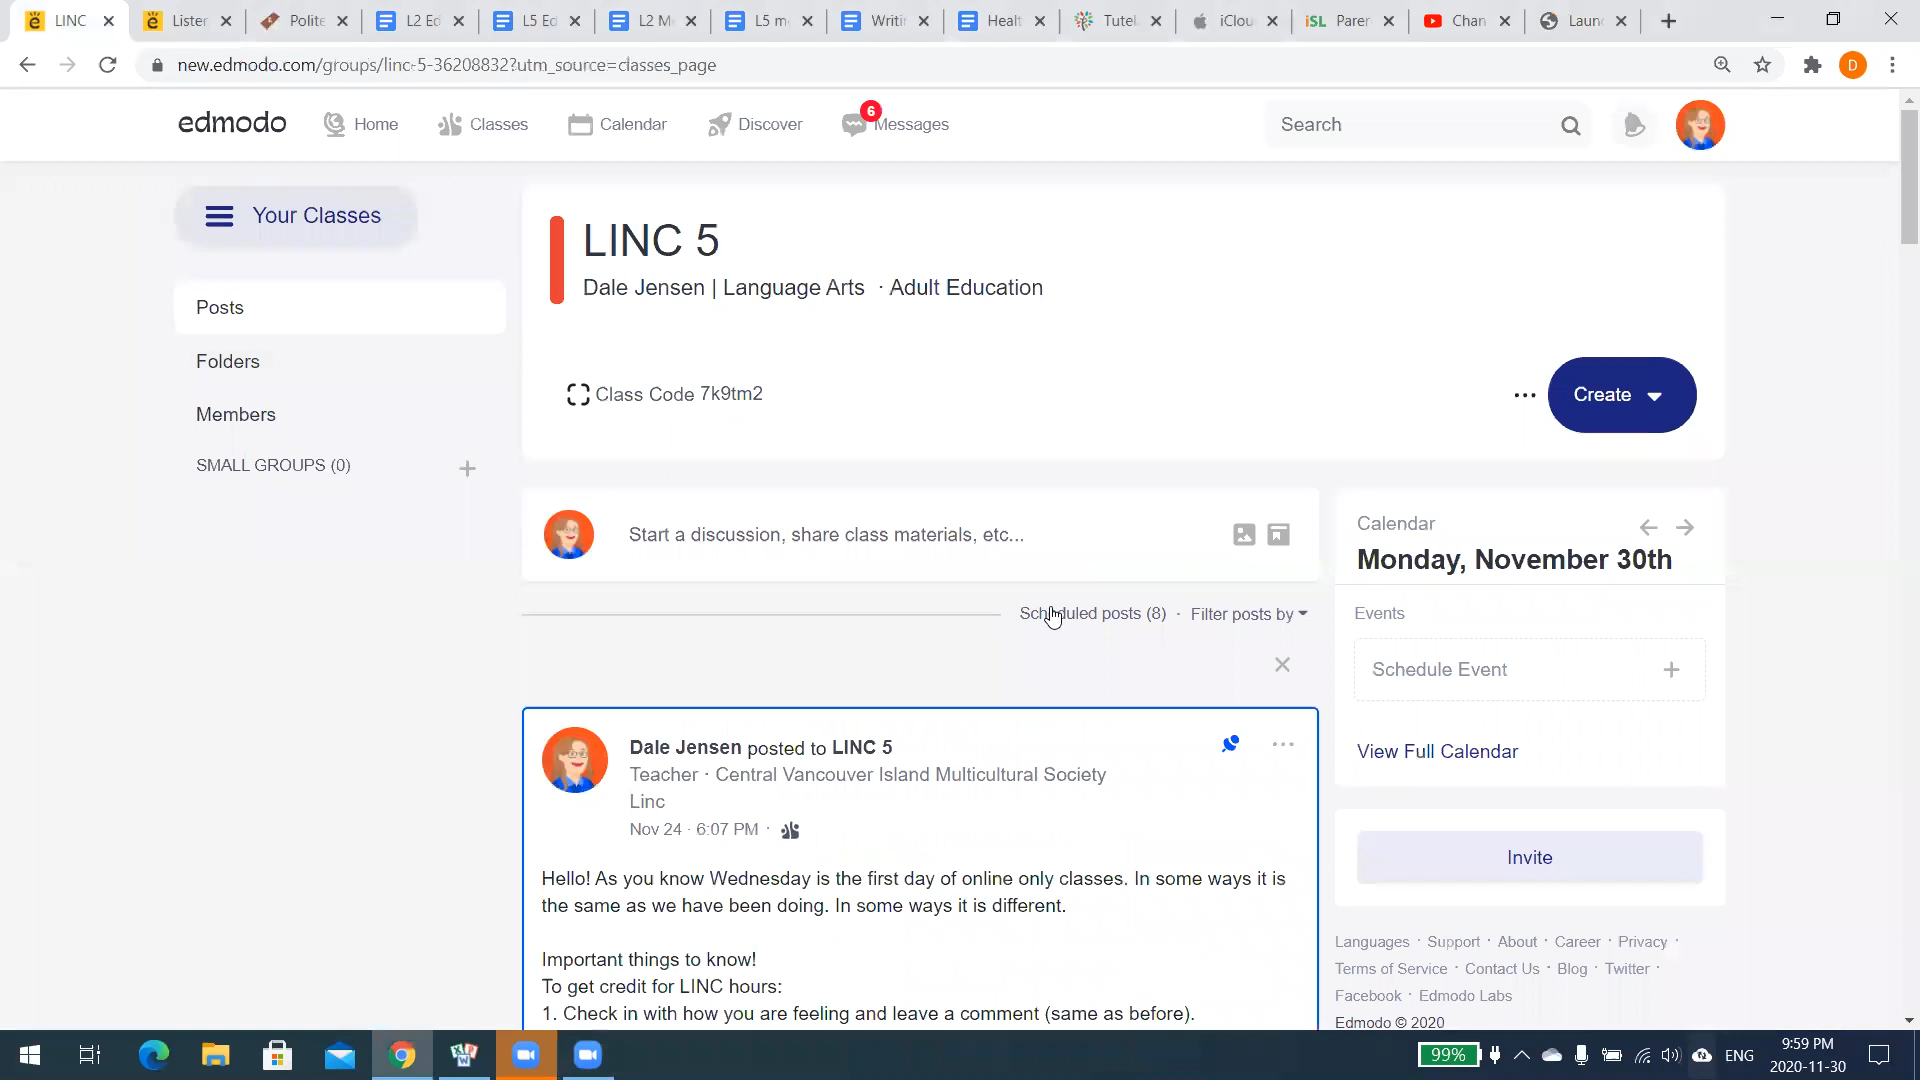 LINC
Lister
Polite
L2 Ed
L5 Ed
L2 M
L5 m
Writi
Healt
Tutel
iClou
iSL Paren
Chan
Laun
new.edmodo.com/groups/linc-5-36208832?utm_source=classes_page
D
edmodo
Home
Classes
Calendar
Discover
6
Messages
Search
Your Classes
Posts
Folders
Members
SMALL GROUPS (0)
LINC 5
Dale Jensen | Language Arts · Adult Education
Class Code 7k9tm2
Create
Start a discussion, share class materials, etc...
Scheduled posts (8) · Filter posts by
Dale Jensen posted to LINC 5
Teacher · Central Vancouver Island Multicultural Society
Linc
Nov 24 · 6:07 PM ·
Hello! As you know Wednesday is the first day of online only classes. In some ways it is
the same as we have been doing. In some ways it is different.
Important things to know!
To get credit for LINC hours:
1. Check in with how you are feeling and leave a comment (same as before).
Calendar
Monday, November 30th
Events
Schedule Event
View Full Calendar
Invite
Languages · Support · About · Career · Privacy ·
Terms of Service · Contact Us · Blog · Twitter ·
Facebook · Edmodo Labs
Edmodo © 2020
99%
ENG
9:59 PM
2020-11-30